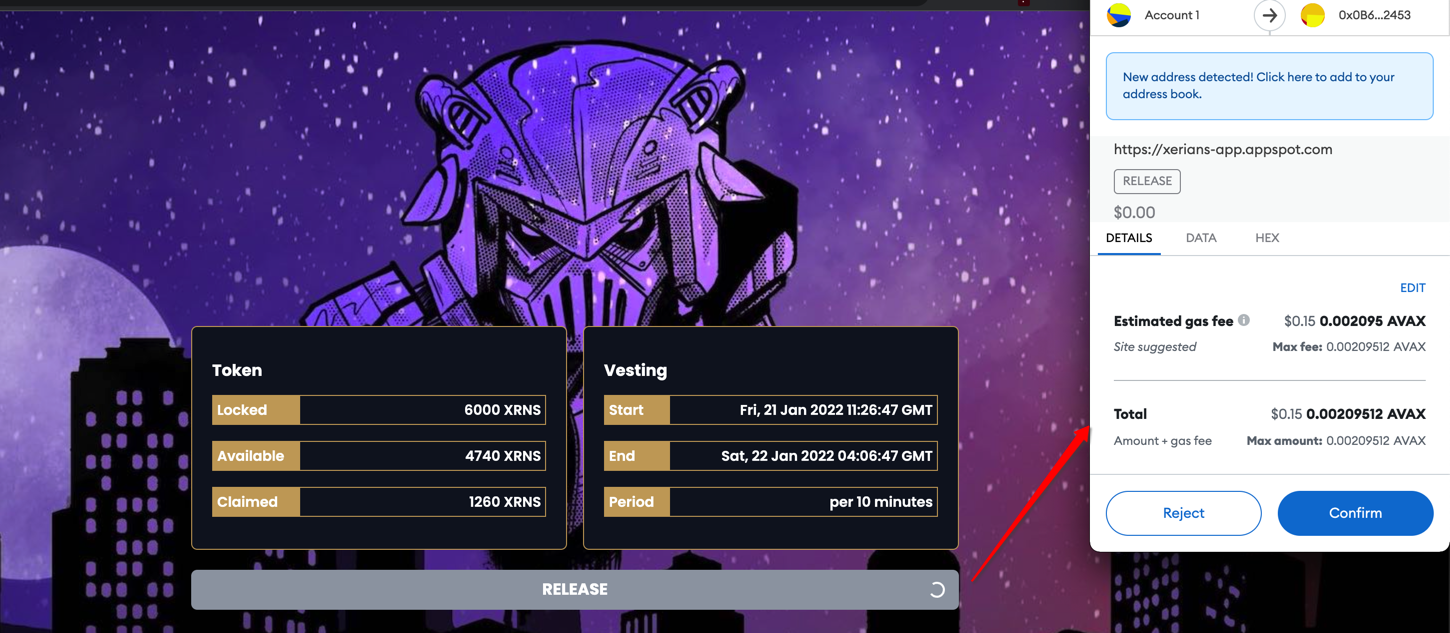 Token
Locked 6000 XRNS
Available 4740 XRNS
Claimed 1260 XRNS
Vesting
Start Fri, 21 Jan 2022 11:26:47 GMT
End Sat, 22 Jan 2022 04:06:47 GMT
Period per 10 minutes
RELEASE
Account 1 0x0B6...2453
New address detected! Click here to add to your
address book.
https://xerians-app.appspot.com
RELEASE
$0.00
DETAILS DATA HEX
EDIT
Estimated gas fee $0.15 0.002095 AVAX
Site suggested Max fee: 0.00209512 AVAX
Total $0.15 0.00209512 AVAX
Amount + gas fee Max amount: 0.00209512 AVAX
Reject Confirm